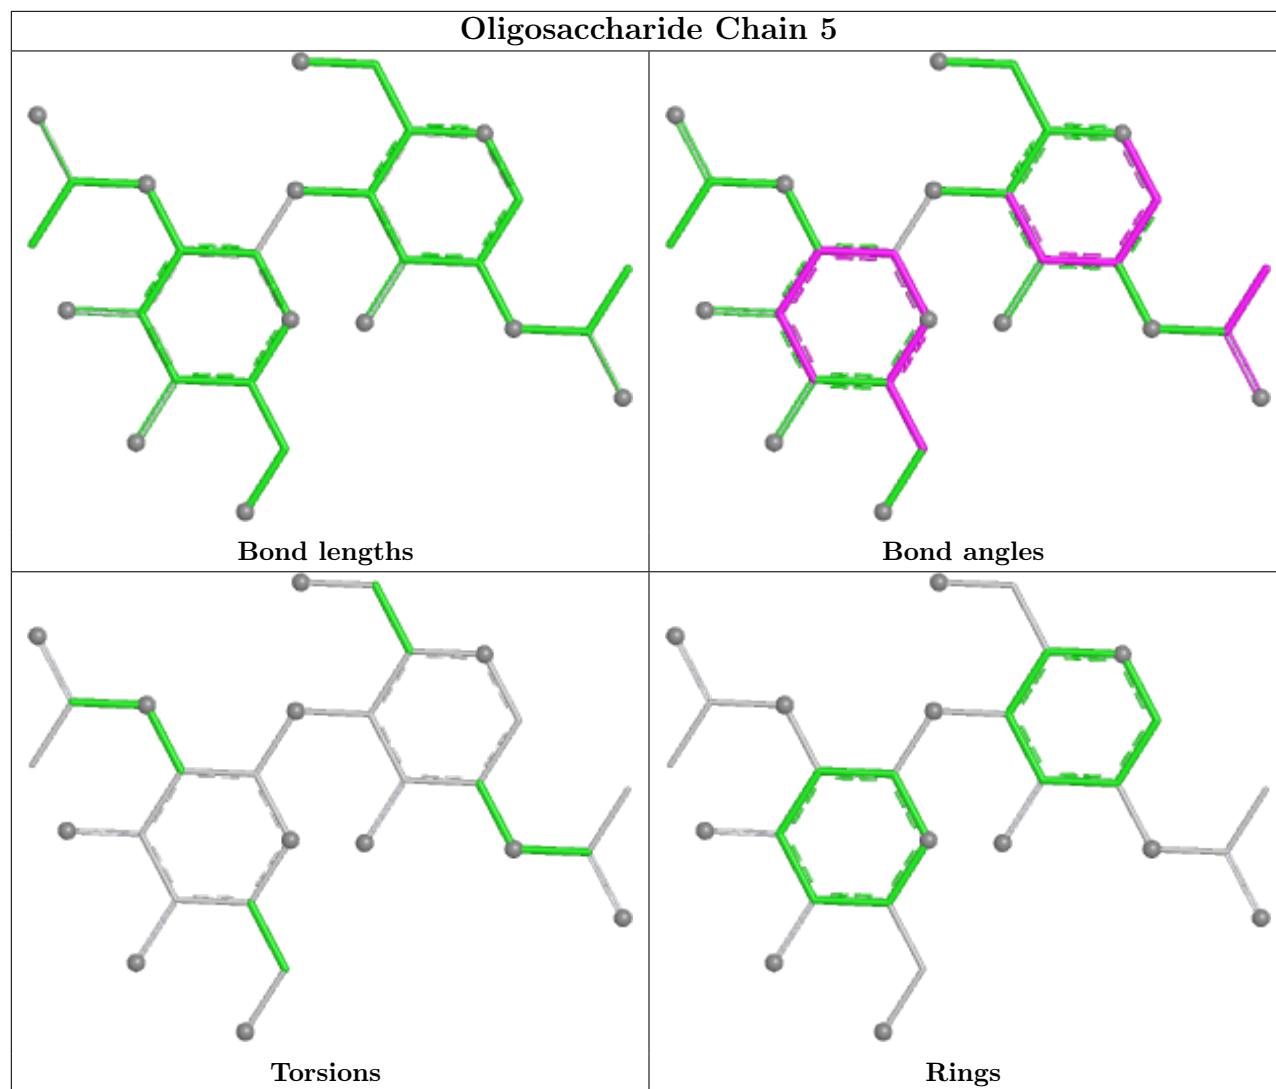 Oligosaccharide Chain 5
Bond lengths
Bond angles
Torsions
Rings